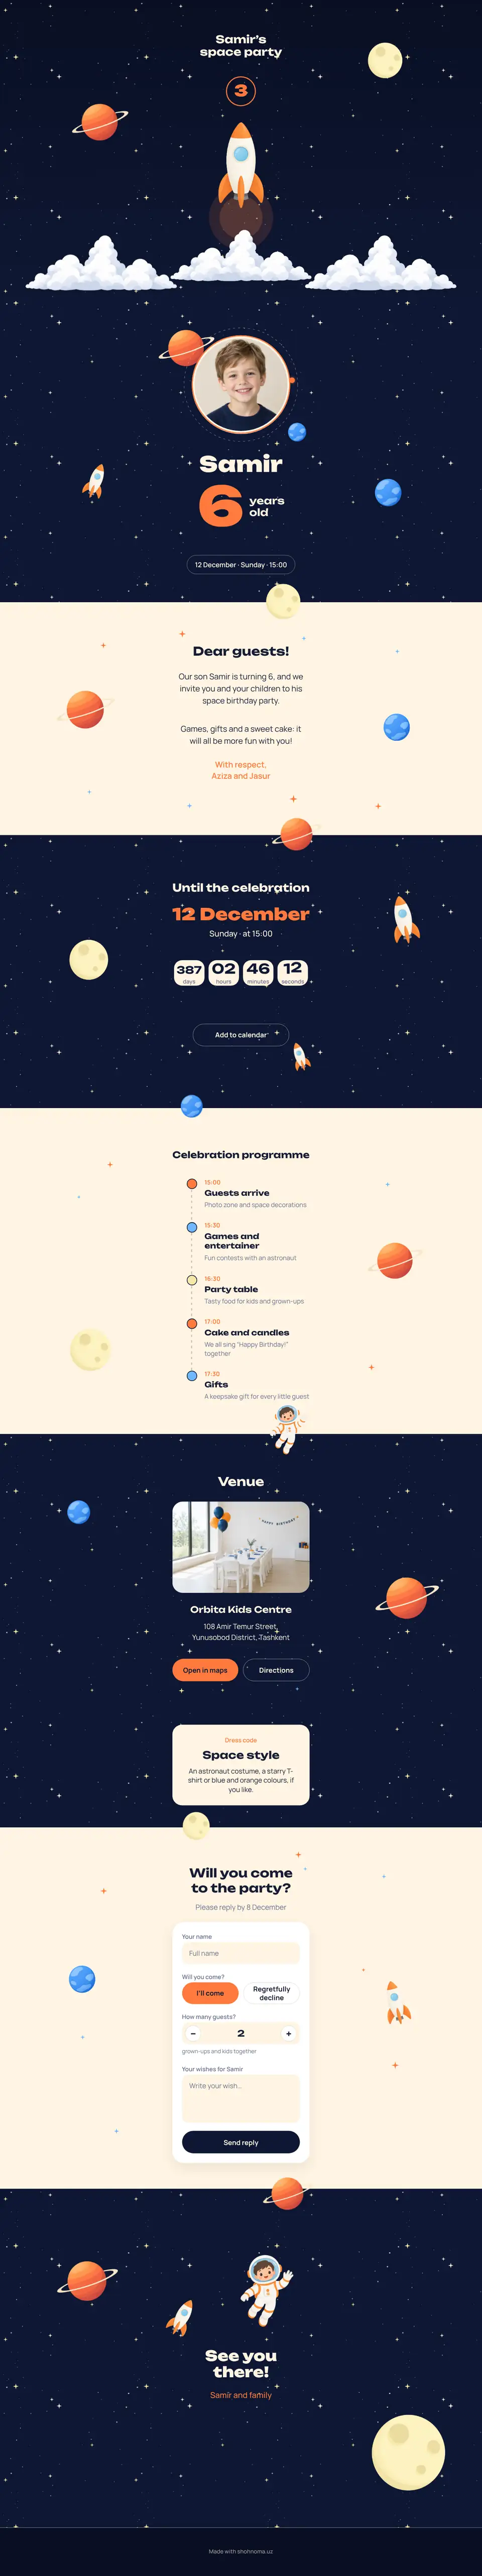 Samir's
space party
3
Samir
6 years
old
12 December · Sunday · 15:00
Dear guests!
Our son Samir is turning 6, and we
invite you and your children to his
space birthday party.
Games, gifts and a sweet cake: it
will all be more fun with you!
With respect,
Aziza and Jasur
Until the celebration
12 December
Sunday · at 15:00
387 02 46 12
days hours minutes seconds
Add to calendar
Celebration programme
15:00
Guests arrive
Photo zone and space decorations
15:30
Games and
entertainer
Fun contests with an astronaut
16:30
Party table
Tasty food for kids and grown-ups
17:00
Cake and candles
We all sing "Happy Birthday!"
together
17:30
Gifts
A keepsake gift for every little guest
Venue
HAPPY BIRTHDAY
Orbita Kids Centre
108 Amir Temur Street,
Yunusobod District, Tashkent
Open in maps
Directions
Dress code
Space style
An astronaut costume, a starry T-
shirt or blue and orange colours, if
you like.
Will you come
to the party?
Please reply by 8 December
Your name
Full name
Will you come?
I'll come
Regretfully
decline
How many guests?
− 2 +
grown-ups and kids together
Your wishes for Samir
Write your wish...
Send reply
See you
there!
Samir and family
Made with shohnoma.uz